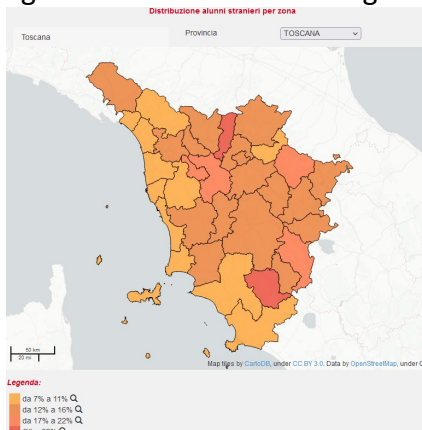 Distribuzione alunni stranieri per zona
Toscana
Provincia
TOSCANA
50 km
20 mi
Map tiles by CartoDB, under CC BY 3.0. Data by OpenStreetMap, under
Legenda:
da 7% a 11%
da 12% a 16%
da 17% a 22%